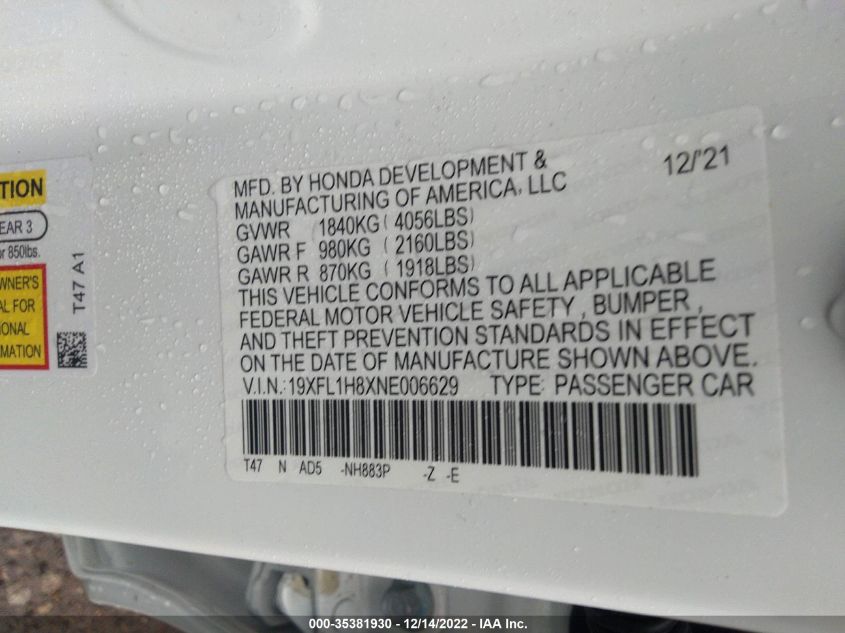 TION
EAR 3
or 850lbs.
WNER'S
AL FOR
IONAL
RMATION
T47 A1
MFD. BY HONDA DEVELOPMENT & 12/'21
MANUFACTURING OF AMERICA, LLC
GVWR 1840KG ( 4056LBS)
GAWR F 980KG ( 2160LBS)
GAWR R 870KG ( 1918LBS)
THIS VEHICLE CONFORMS TO ALL APPLICABLE
FEDERAL MOTOR VEHICLE SAFETY , BUMPER ,
AND THEFT PREVENTION STANDARDS IN EFFECT
ON THE DATE OF MANUFACTURE SHOWN ABOVE.
V.I.N.:19XFL1H8XNE006629 TYPE: PASSENGER CAR
T47 N AD5 -NH883P -Z -E
000-35381930 - 12/14/2022 - IAA Inc.